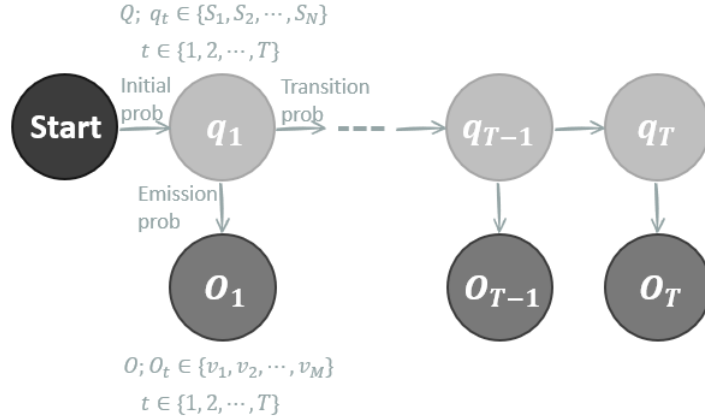 Q; q_t ∈ {S_1, S_2, ⋯, S_N}
t ∈ {1, 2, ⋯, T}
Initial prob
Transition prob
Start
q_1
q_{T−1}
q_T
Emission prob
O_1
O_{T−1}
O_T
O; O_t ∈ {v_1, v_2, ⋯, v_M}
t ∈ {1, 2, ⋯, T}